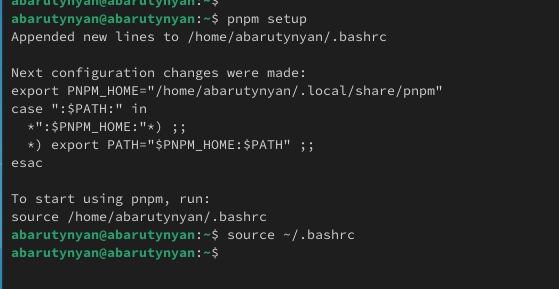 abarutynyan@abarutynyan:~$
abarutynyan@abarutynyan:~$ pnpm setup
Appended new lines to /home/abarutynyan/.bashrc

Next configuration changes were made:
export PNPM_HOME="/home/abarutynyan/.local/share/pnpm"
case ":$PATH:" in
  *":$PNPM_HOME:"*) ;;
  *) export PATH="$PNPM_HOME:$PATH" ;;
esac

To start using pnpm, run:
source /home/abarutynyan/.bashrc
abarutynyan@abarutynyan:~$ source ~/.bashrc
abarutynyan@abarutynyan:~$